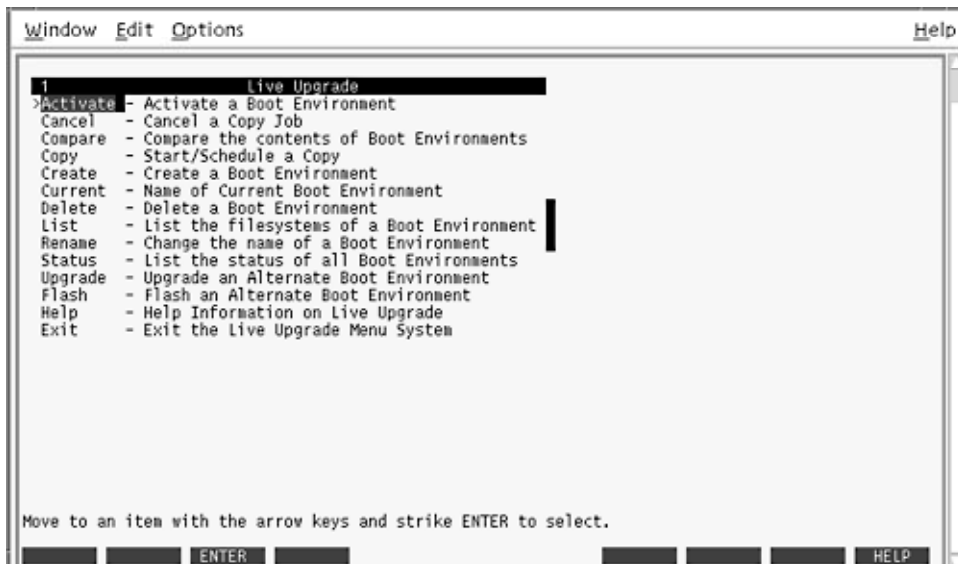 Window Edit Options Help
1 Live Upgrade
>Activate - Activate a Boot Environment
Cancel - Cancel a Copy Job
Compare - Compare the contents of Boot Environments
Copy - Start/Schedule a Copy
Create - Create a Boot Environment
Current - Name of Current Boot Environment
Delete - Delete a Boot Environment
List - List the filesystems of a Boot Environment
Rename - Change the name of a Boot Environment
Status - List the status of all Boot Environments
Upgrade - Upgrade an Alternate Boot Environment
Flash - Flash an Alternate Boot Environment
Help - Help Information on Live Upgrade
Exit - Exit the Live Upgrade Menu System
Move to an item with the arrow keys and strike ENTER to select.
ENTER HELP